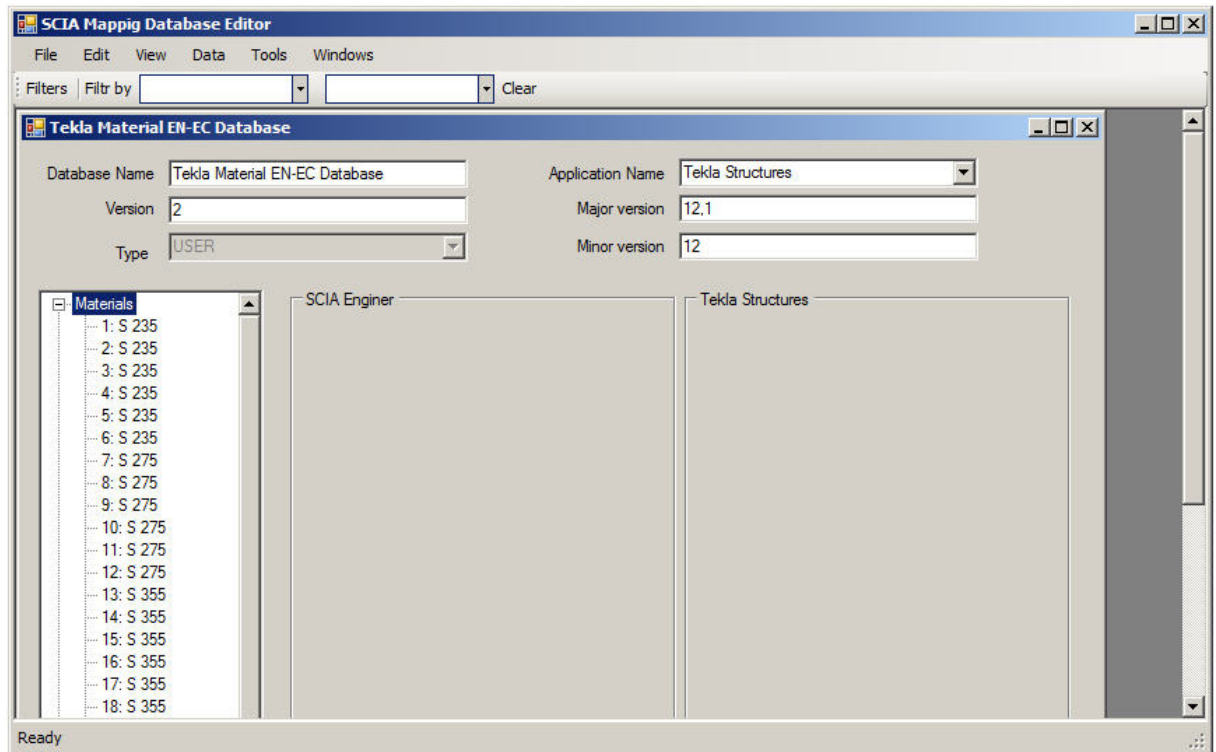 SCIA Mappig Database Editor
File Edit View Data Tools Windows
Filters Filtr by Clear
Tekla Material EN-EC Database
Database Name Tekla Material EN-EC Database Application Name Tekla Structures
Version 2 Major version 12,1
Type USER Minor version 12
Materials SCIA Enginer Tekla Structures
1: S 235
2: S 235
3: S 235
4: S 235
5: S 235
6: S 235
7: S 275
8: S 275
9: S 275
10: S 275
11: S 275
12: S 275
13: S 355
14: S 355
15: S 355
16: S 355
17: S 355
18: S 355
Ready